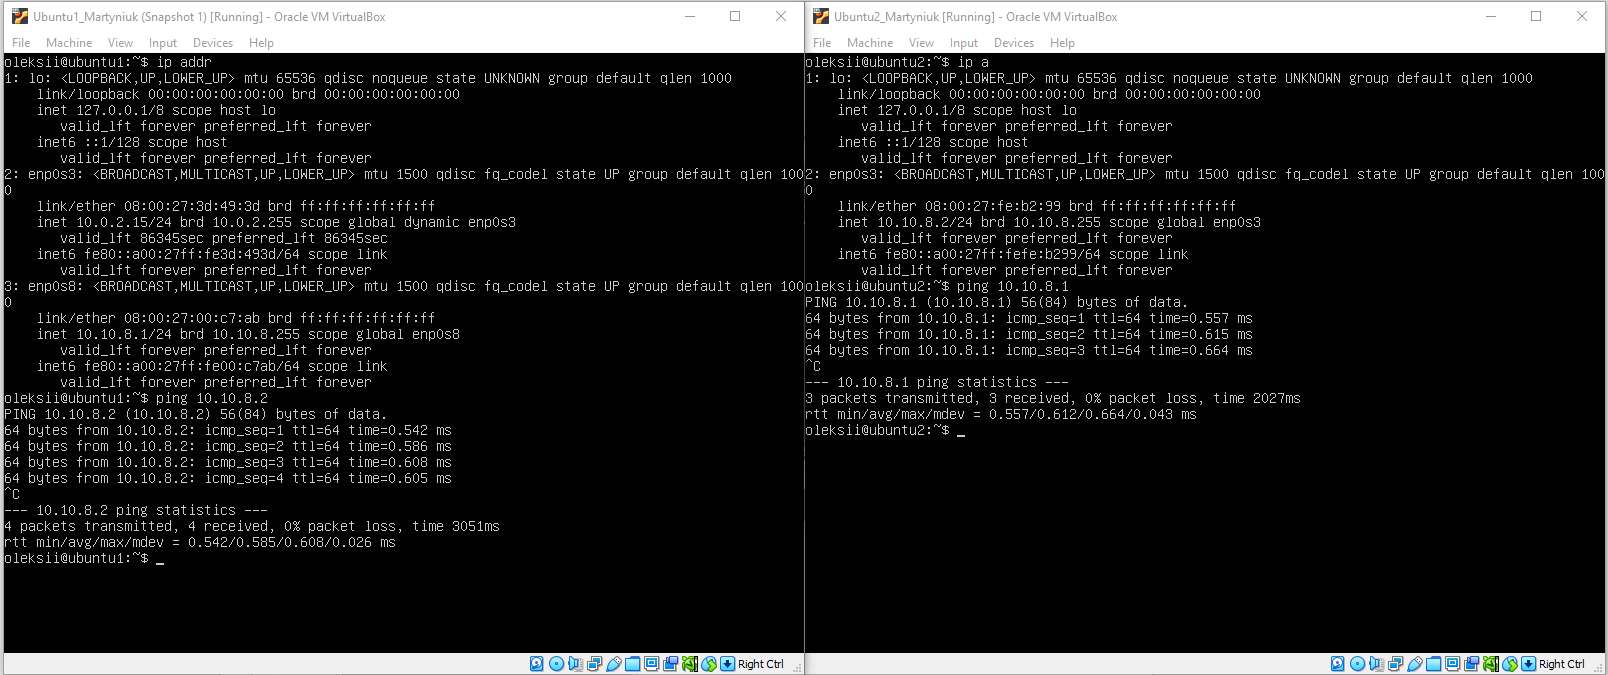 Ubuntu1_Martyniuk (Snapshot 1) [Running] - Oracle VM VirtualBox
File Machine View Input Devices Help
oleksii@ubuntu1:~$ ip addr
1: lo: <LOOPBACK,UP,LOWER_UP> mtu 65536 qdisc noqueue state UNKNOWN group default qlen 1000
    link/loopback 00:00:00:00:00:00 brd 00:00:00:00:00:00
    inet 127.0.0.1/8 scope host lo
       valid_lft forever preferred_lft forever
    inet6 ::1/128 scope host
       valid_lft forever preferred_lft forever
2: enp0s3: <BROADCAST,MULTICAST,UP,LOWER_UP> mtu 1500 qdisc fq_codel state UP group default qlen 100
0
    link/ether 08:00:27:3d:49:3d brd ff:ff:ff:ff:ff:ff
    inet 10.0.2.15/24 brd 10.0.2.255 scope global dynamic enp0s3
       valid_lft 86345sec preferred_lft 86345sec
    inet6 fe80::a00:27ff:fe3d:493d/64 scope link
       valid_lft forever preferred_lft forever
3: enp0s8: <BROADCAST,MULTICAST,UP,LOWER_UP> mtu 1500 qdisc fq_codel state UP group default qlen 100
0
    link/ether 08:00:27:00:c7:ab brd ff:ff:ff:ff:ff:ff
    inet 10.10.8.1/24 brd 10.10.8.255 scope global enp0s8
       valid_lft forever preferred_lft forever
    inet6 fe80::a00:27ff:fe00:c7ab/64 scope link
       valid_lft forever preferred_lft forever
oleksii@ubuntu1:~$ ping 10.10.8.2
PING 10.10.8.2 (10.10.8.2) 56(84) bytes of data.
64 bytes from 10.10.8.2: icmp_seq=1 ttl=64 time=0.542 ms
64 bytes from 10.10.8.2: icmp_seq=2 ttl=64 time=0.586 ms
64 bytes from 10.10.8.2: icmp_seq=3 ttl=64 time=0.608 ms
64 bytes from 10.10.8.2: icmp_seq=4 ttl=64 time=0.605 ms
^C
--- 10.10.8.2 ping statistics ---
4 packets transmitted, 4 received, 0% packet loss, time 3051ms
rtt min/avg/max/mdev = 0.542/0.585/0.608/0.026 ms
oleksii@ubuntu1:~$ _
Right Ctrl
Ubuntu2_Martyniuk [Running] - Oracle VM VirtualBox
File Machine View Input Devices Help
oleksii@ubuntu2:~$ ip a
1: lo: <LOOPBACK,UP,LOWER_UP> mtu 65536 qdisc noqueue state UNKNOWN group default qlen 1000
    link/loopback 00:00:00:00:00:00 brd 00:00:00:00:00:00
    inet 127.0.0.1/8 scope host lo
       valid_lft forever preferred_lft forever
    inet6 ::1/128 scope host
       valid_lft forever preferred_lft forever
2: enp0s3: <BROADCAST,MULTICAST,UP,LOWER_UP> mtu 1500 qdisc fq_codel state UP group default qlen 100
0
    link/ether 08:00:27:fe:b2:99 brd ff:ff:ff:ff:ff:ff
    inet 10.10.8.2/24 brd 10.10.8.255 scope global enp0s3
       valid_lft forever preferred_lft forever
    inet6 fe80::a00:27ff:fefe:b299/64 scope link
       valid_lft forever preferred_lft forever
oleksii@ubuntu2:~$ ping 10.10.8.1
PING 10.10.8.1 (10.10.8.1) 56(84) bytes of data.
64 bytes from 10.10.8.1: icmp_seq=1 ttl=64 time=0.557 ms
64 bytes from 10.10.8.1: icmp_seq=2 ttl=64 time=0.615 ms
64 bytes from 10.10.8.1: icmp_seq=3 ttl=64 time=0.664 ms
^C
--- 10.10.8.1 ping statistics ---
3 packets transmitted, 3 received, 0% packet loss, time 2027ms
rtt min/avg/max/mdev = 0.557/0.612/0.664/0.043 ms
oleksii@ubuntu2:~$ _
Right Ctrl